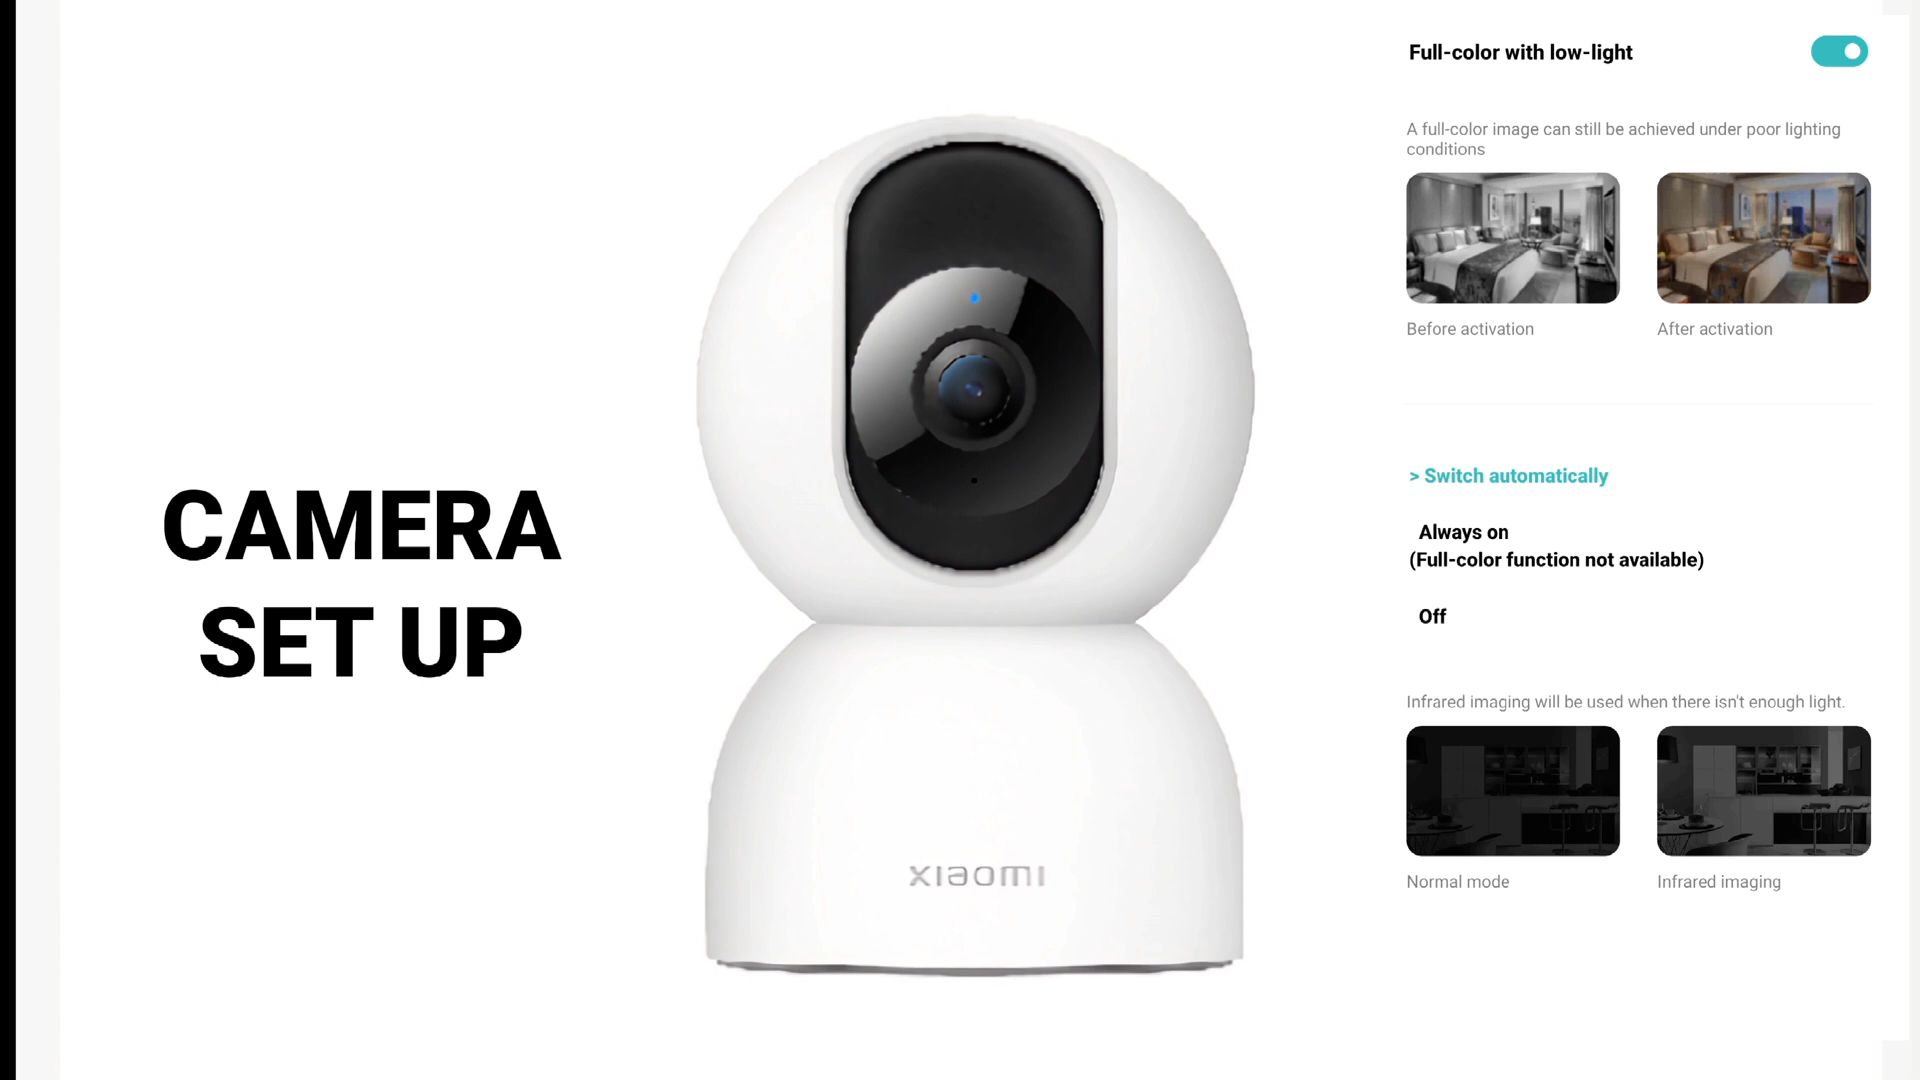 CAMERA
SET UP
xiaomi
Full-color with low-light
A full-color image can still be achieved under poor lighting
conditions
Before activation
After activation
> Switch automatically
Always on
(Full-color function not available)
Off
Infrared imaging will be used when there isn't enough light.
Normal mode
Infrared imaging